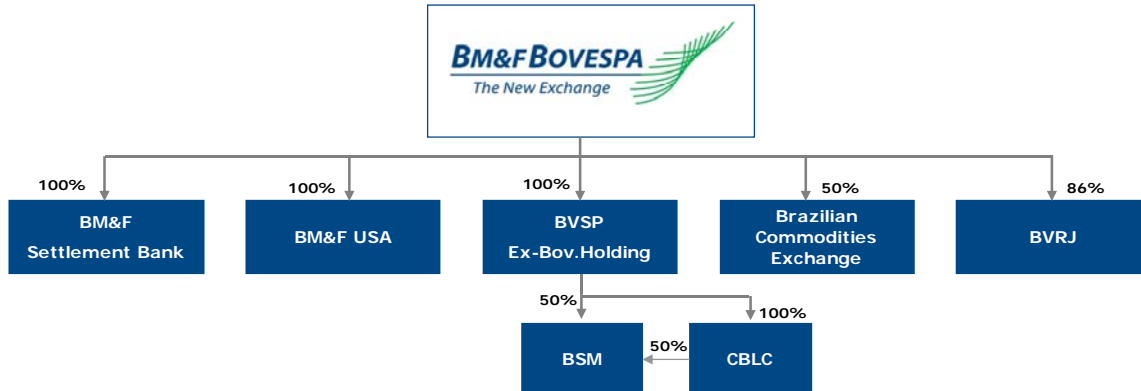 BM&F BOVESPA
The New Exchange
100%
100%
100%
50%
86%
BM&F
Settlement Bank
BM&F USA
BVSP
Ex-Bov.Holding
Brazilian
Commodities
Exchange
BVRJ
50%
100%
BSM
50%
CBLC